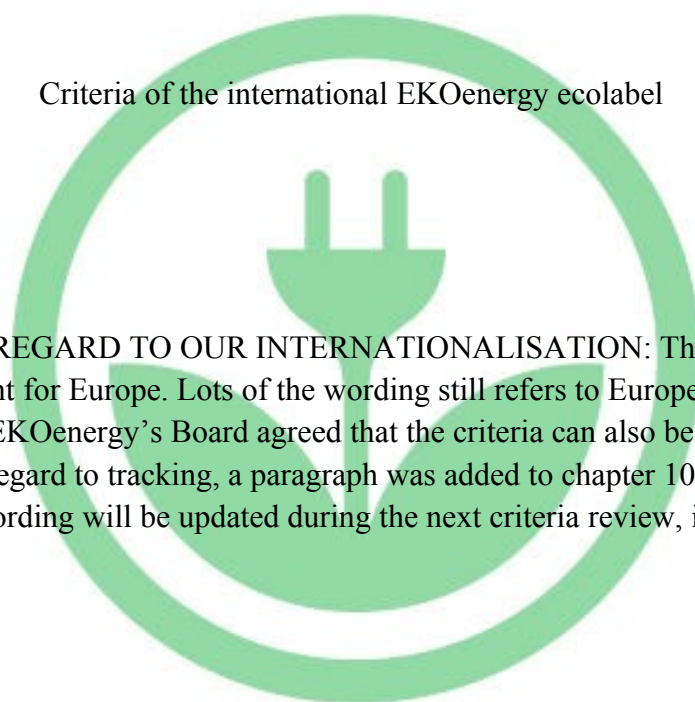 Criteria of the international EKOenergy ecolabel
REGARD TO OUR INTERNATIONALISATION: Th
nt for Europe. Lots of the wording still refers to Europe
EKOenergy’s Board agreed that the criteria can also be
egard to tracking, a paragraph was added to chapter 10
ording will be updated during the next criteria review, i